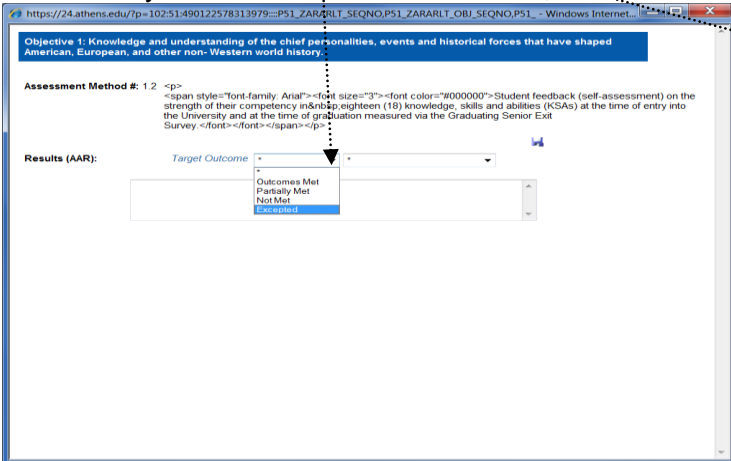 https://24.athens.edu/?p=102:51:490122578313979::::P51_ZARARLT_SEQNO,P51_ZARARLT_OBJ_SEQNO,P51_ - Windows Internet...
Objective 1: Knowledge and understanding of the chief personalities, events and historical forces that have shaped
American, European, and other non- Western world history.
Assessment Method #: 1.2 <p>
<span style="font-family: Arial"><font size="3"><font color="#000000">Student feedback (self-assessment) on the
strength of their competency in&nbsp;eighteen (18) knowledge, skills and abilities (KSAs) at the time of entry into
the University and at the time of graduation measured via the Graduating Senior Exit
Survey.</font></font></span></p>
Results (AAR): Target Outcome * *
*
Outcomes Met
Partially Met
Not Met
Excepted